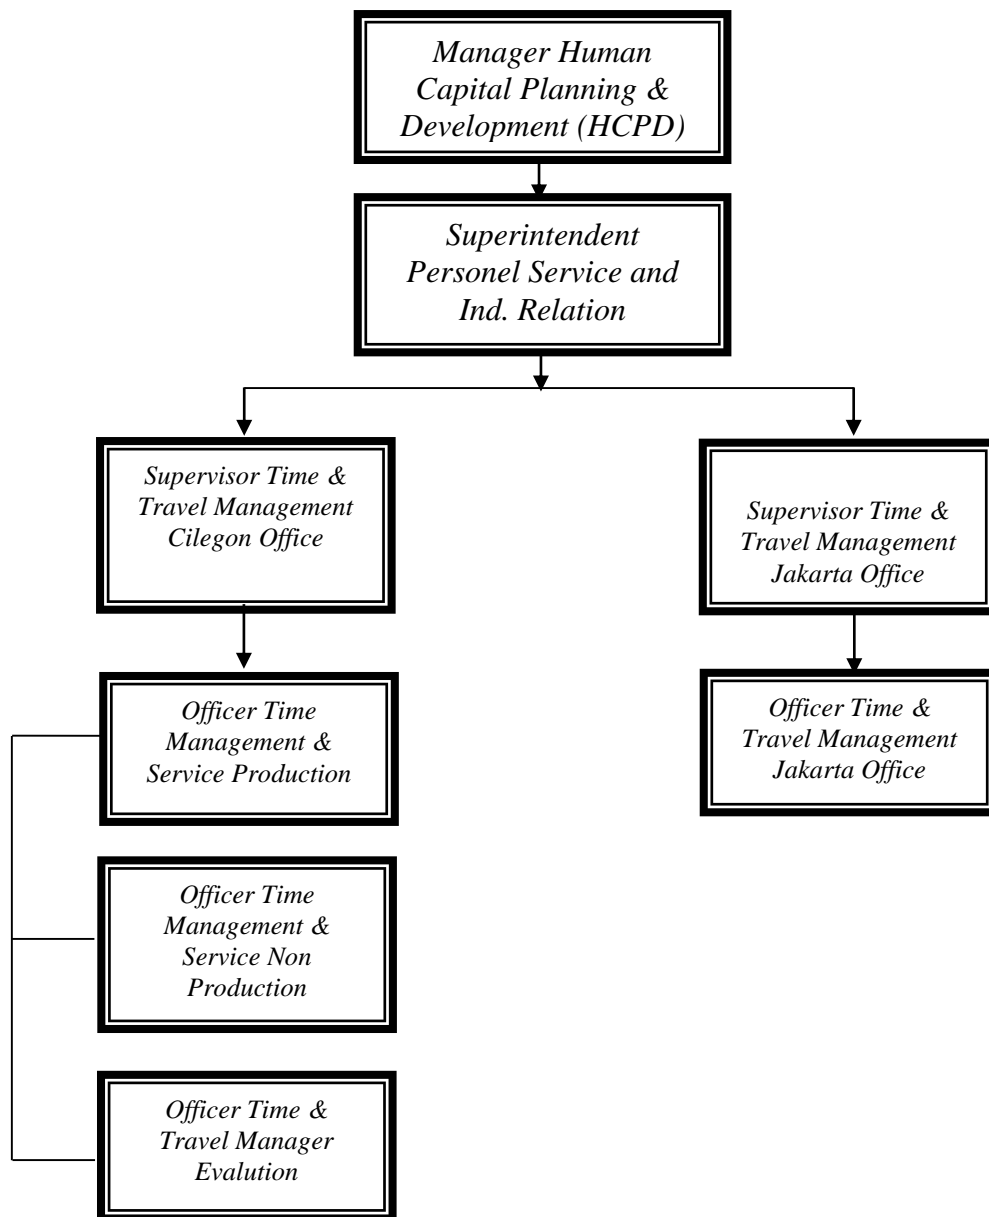 Manager Human
Capital Planning &
Development (HCPD)
Superintendent
Personel Service and
Ind. Relation
Supervisor Time &
Travel Management
Cilegon Office
Supervisor Time &
Travel Management
Jakarta Office
Officer Time
Management &
Service Production
Officer Time &
Travel Management
Jakarta Office
Officer Time
Management &
Service Non
Production
Officer Time &
Travel Manager
Evalution